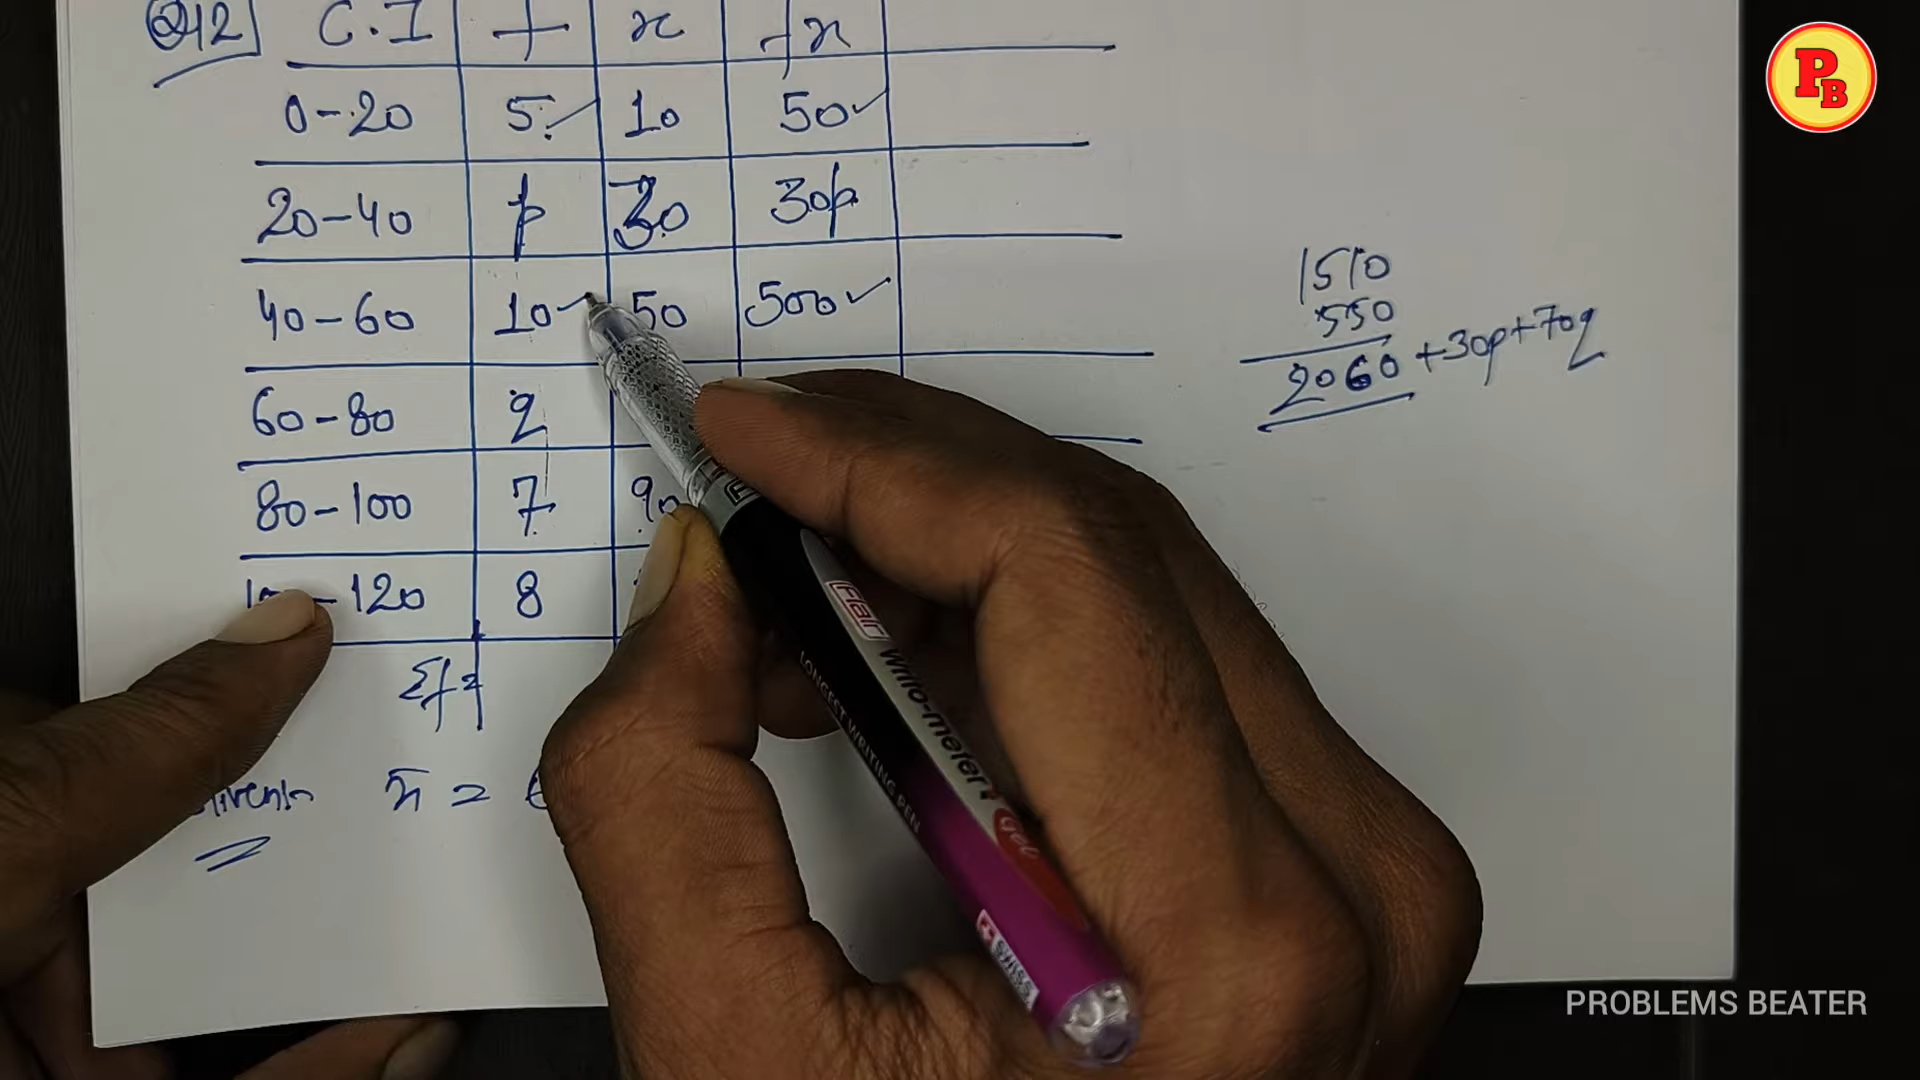 Q12 C.I f x fx
0-20 5 10 50
20-40 p 30 30p
40-60 10 50 500
60-80 q
80-100 7 90
-120 8
Σf =
x̄ =
1510
550
2060 +30p+70q
PB
Flair Writo-meter Gel
LONGEST WRITING PEN
SWISS
PROBLEMS BEATER